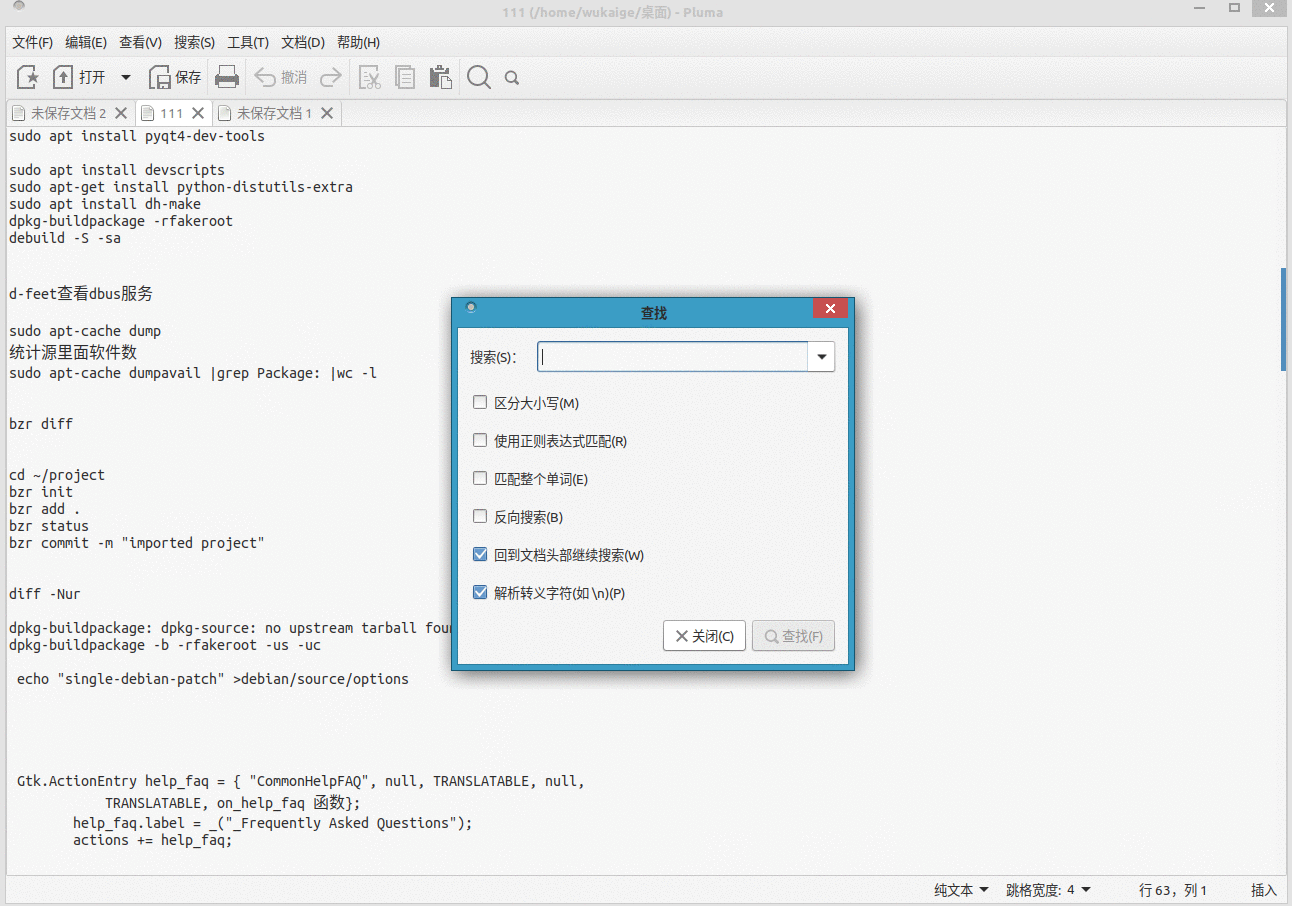 111 (/home/wukaige/桌面) - Pluma
文件(F) 编辑(E) 查看(V) 搜索(S) 工具(T) 文档(D) 帮助(H)
打开 保存 撤消
未保存文档 2 111 未保存文档 1
sudo apt install pyqt4-dev-tools
sudo apt install devscripts
sudo apt-get install python-distutils-extra
sudo apt install dh-make
dpkg-buildpackage -rfakeroot
debuild -S -sa
d-feet查看dbus服务
sudo apt-cache dump
统计源里面软件数
sudo apt-cache dumpavail |grep Package: |wc -l
bzr diff
cd ~/project
bzr init
bzr add .
bzr status
bzr commit -m "imported project"
diff -Nur
dpkg-buildpackage: dpkg-source: no upstream tarball fou
dpkg-buildpackage -b -rfakeroot -us -uc
echo "single-debian-patch" >debian/source/options
Gtk.ActionEntry help_faq = { "CommonHelpFAQ", null, TRANSLATABLE, null,
TRANSLATABLE, on_help_faq 函数};
help_faq.label = _("_Frequently Asked Questions");
actions += help_faq;
查找
搜索(S):
区分大小写(M)
使用正则表达式匹配(R)
匹配整个单词(E)
反向搜索(B)
回到文档头部继续搜索(W)
解析转义字符(如 \n)(P)
关闭(C) 查找(F)
纯文本 跳格宽度: 4 行 63，列 1 插入